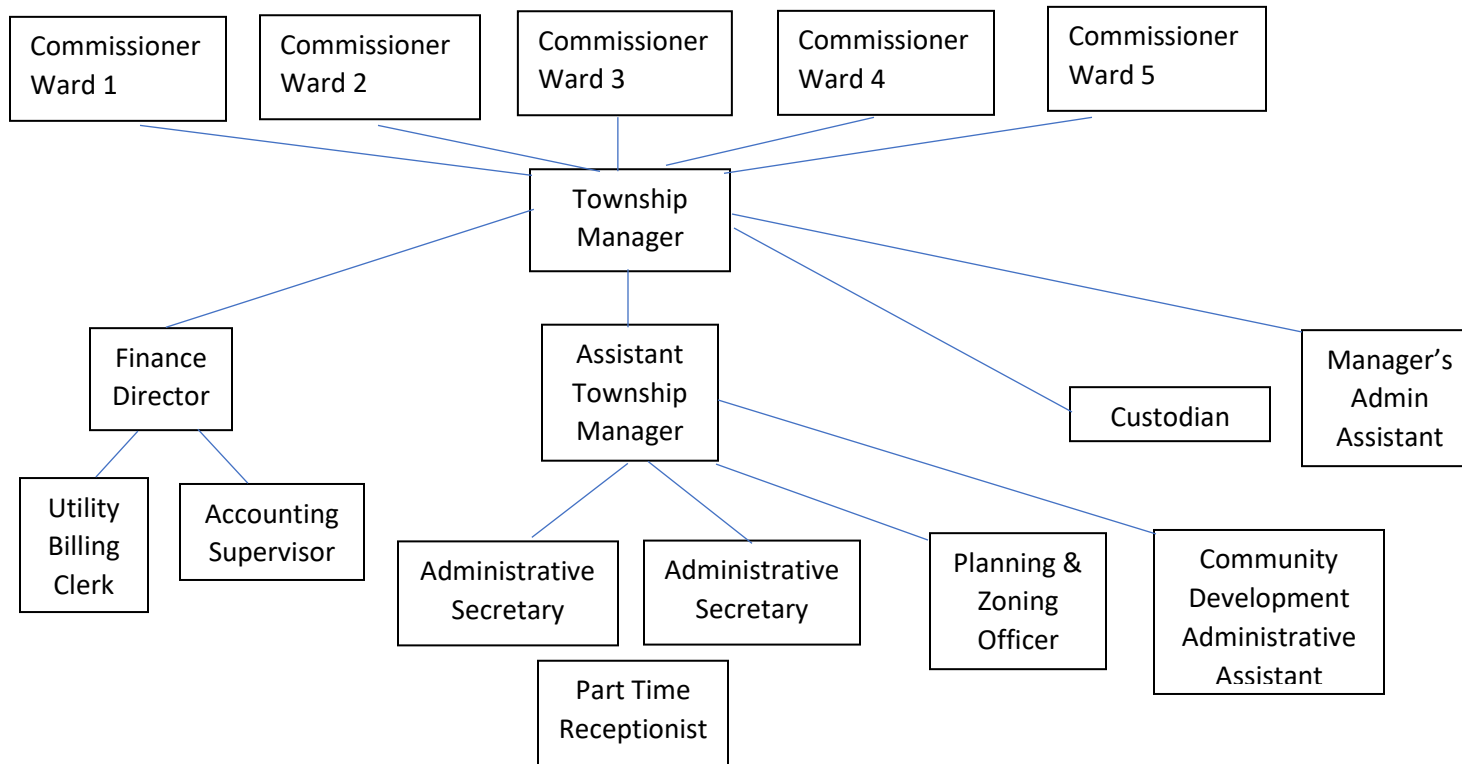 Commissioner
Ward 1
Commissioner
Ward 2
Commissioner
Ward 3
Commissioner
Ward 4
Commissioner
Ward 5
Township
Manager
Finance
Director
Assistant
Township
Manager
Custodian
Manager’s
Admin
Assistant
Utility
Billing
Clerk
Accounting
Supervisor
Administrative
Secretary
Administrative
Secretary
Planning &
Zoning
Officer
Community
Development
Administrative
Assistant
Part Time
Receptionist